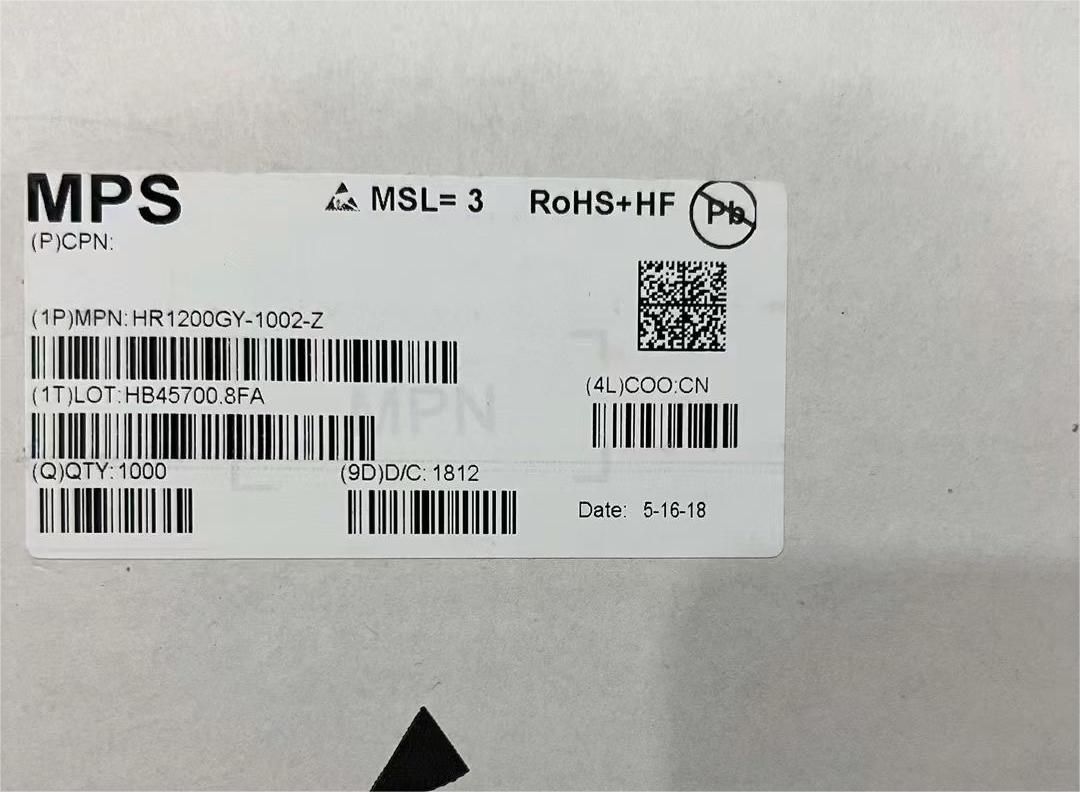 MPS
MSL= 3
RoHS+HF
Pb
(P)CPN:
(1P)MPN:HR1200GY-1002-Z
(1T)LOT:HB45700.8FA
(4L)COO:CN
MPN
(Q)QTY:1000
(9D)D/C: 1812
Date: 5-16-18